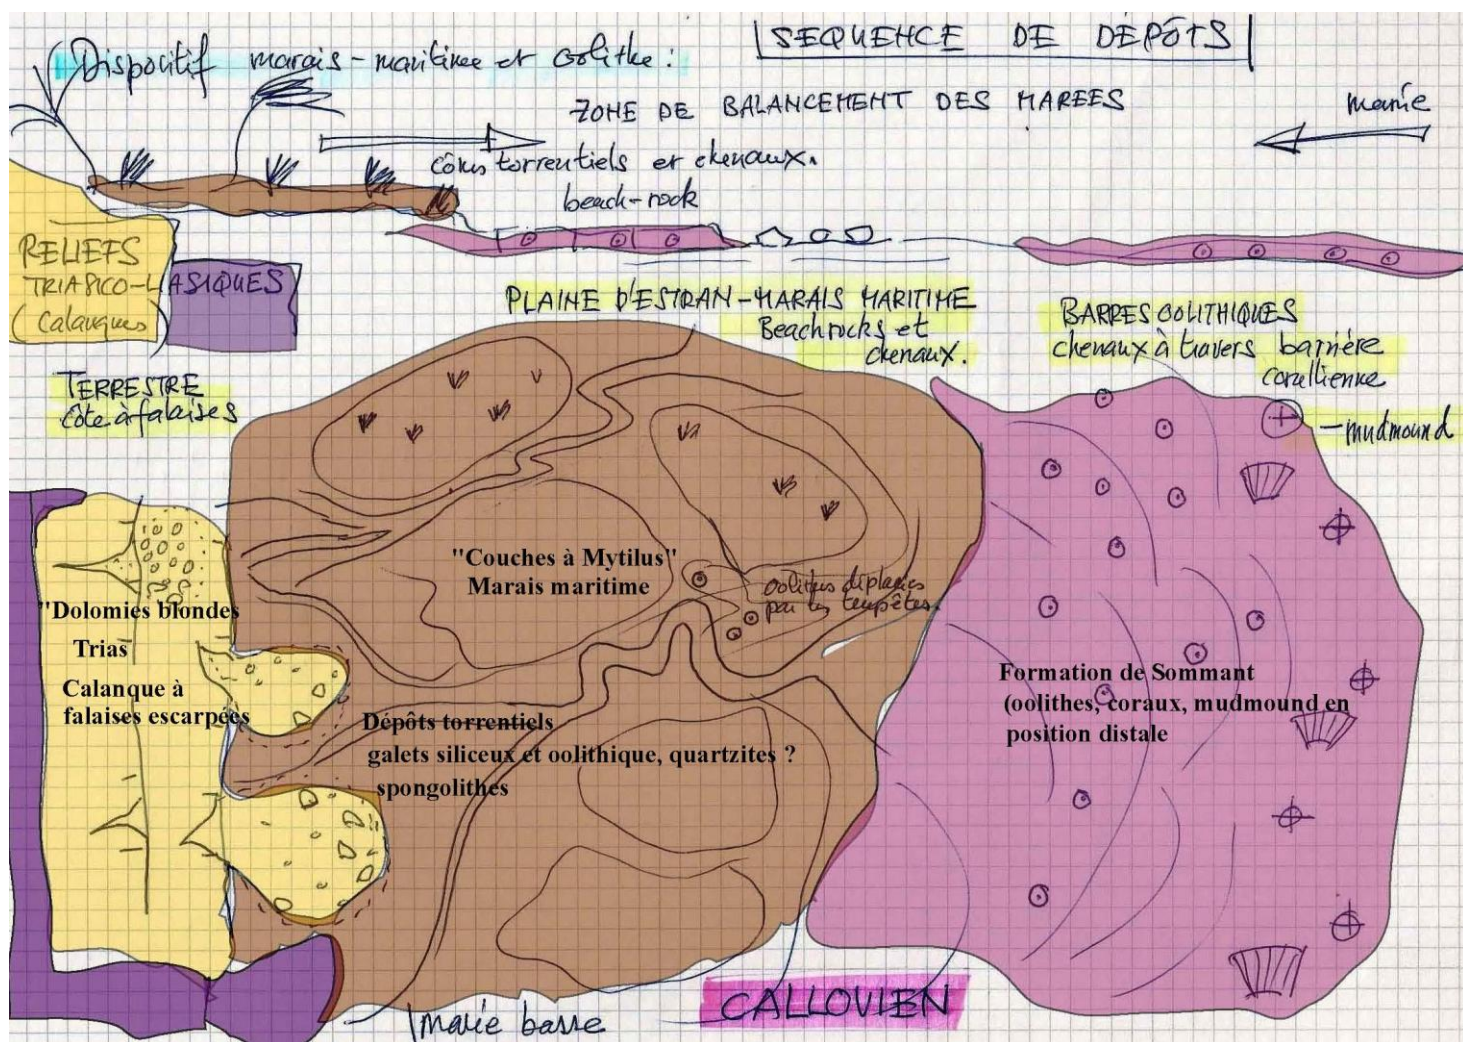 SEQUENCE DE DÉPÔTS
Dispositif marais-maritime et oolithe :
ZONE DE BALANCEMENT DES MAREES
marée
cônes torrentiels et chenaux.
beach-rock
RELIEFS
TRIASICO-LIASIQUES
(Calanques)
PLAINE D'ESTRAN-MARAIS MARITIME
Beachrocks et
chenaux.
BARRES OOLITHIQUES
chenaux à travers barrière
corallienne
TERRESTRE
côte à falaises
mudmound
"Couches à Mytilus"
Marais maritime
oolites déplacées
par les tempêtes.
"Dolomies blondes
Trias
Calanque à
falaises escarpées
Dépôts torrentiels
galets siliceux et oolithique, quartzites ?
spongolithes
Formation de Sommant
(oolithes, coraux, mudmound en
position distale
CALLOVIEN
marée basse